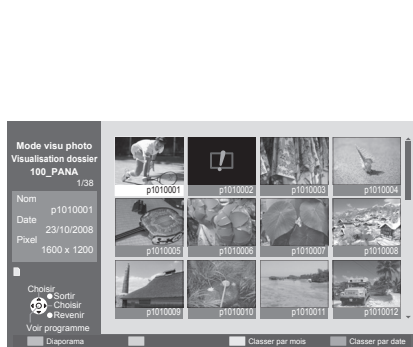 Mode visu photo
Visualisation dossier
100_PANA
1/38
Nom
p1010001
Date
23/10/2008
Pixel
1600 x 1200
Choisir
Sortir
Choisir
Revenir
Voir programme
p1010001
p1010002
p1010003
p1010004
p1010005
p1010006
p1010007
p1010008
p1010009
p1010010
p1010011
p1010012
Diaporama
Classer par mois
Classer par date